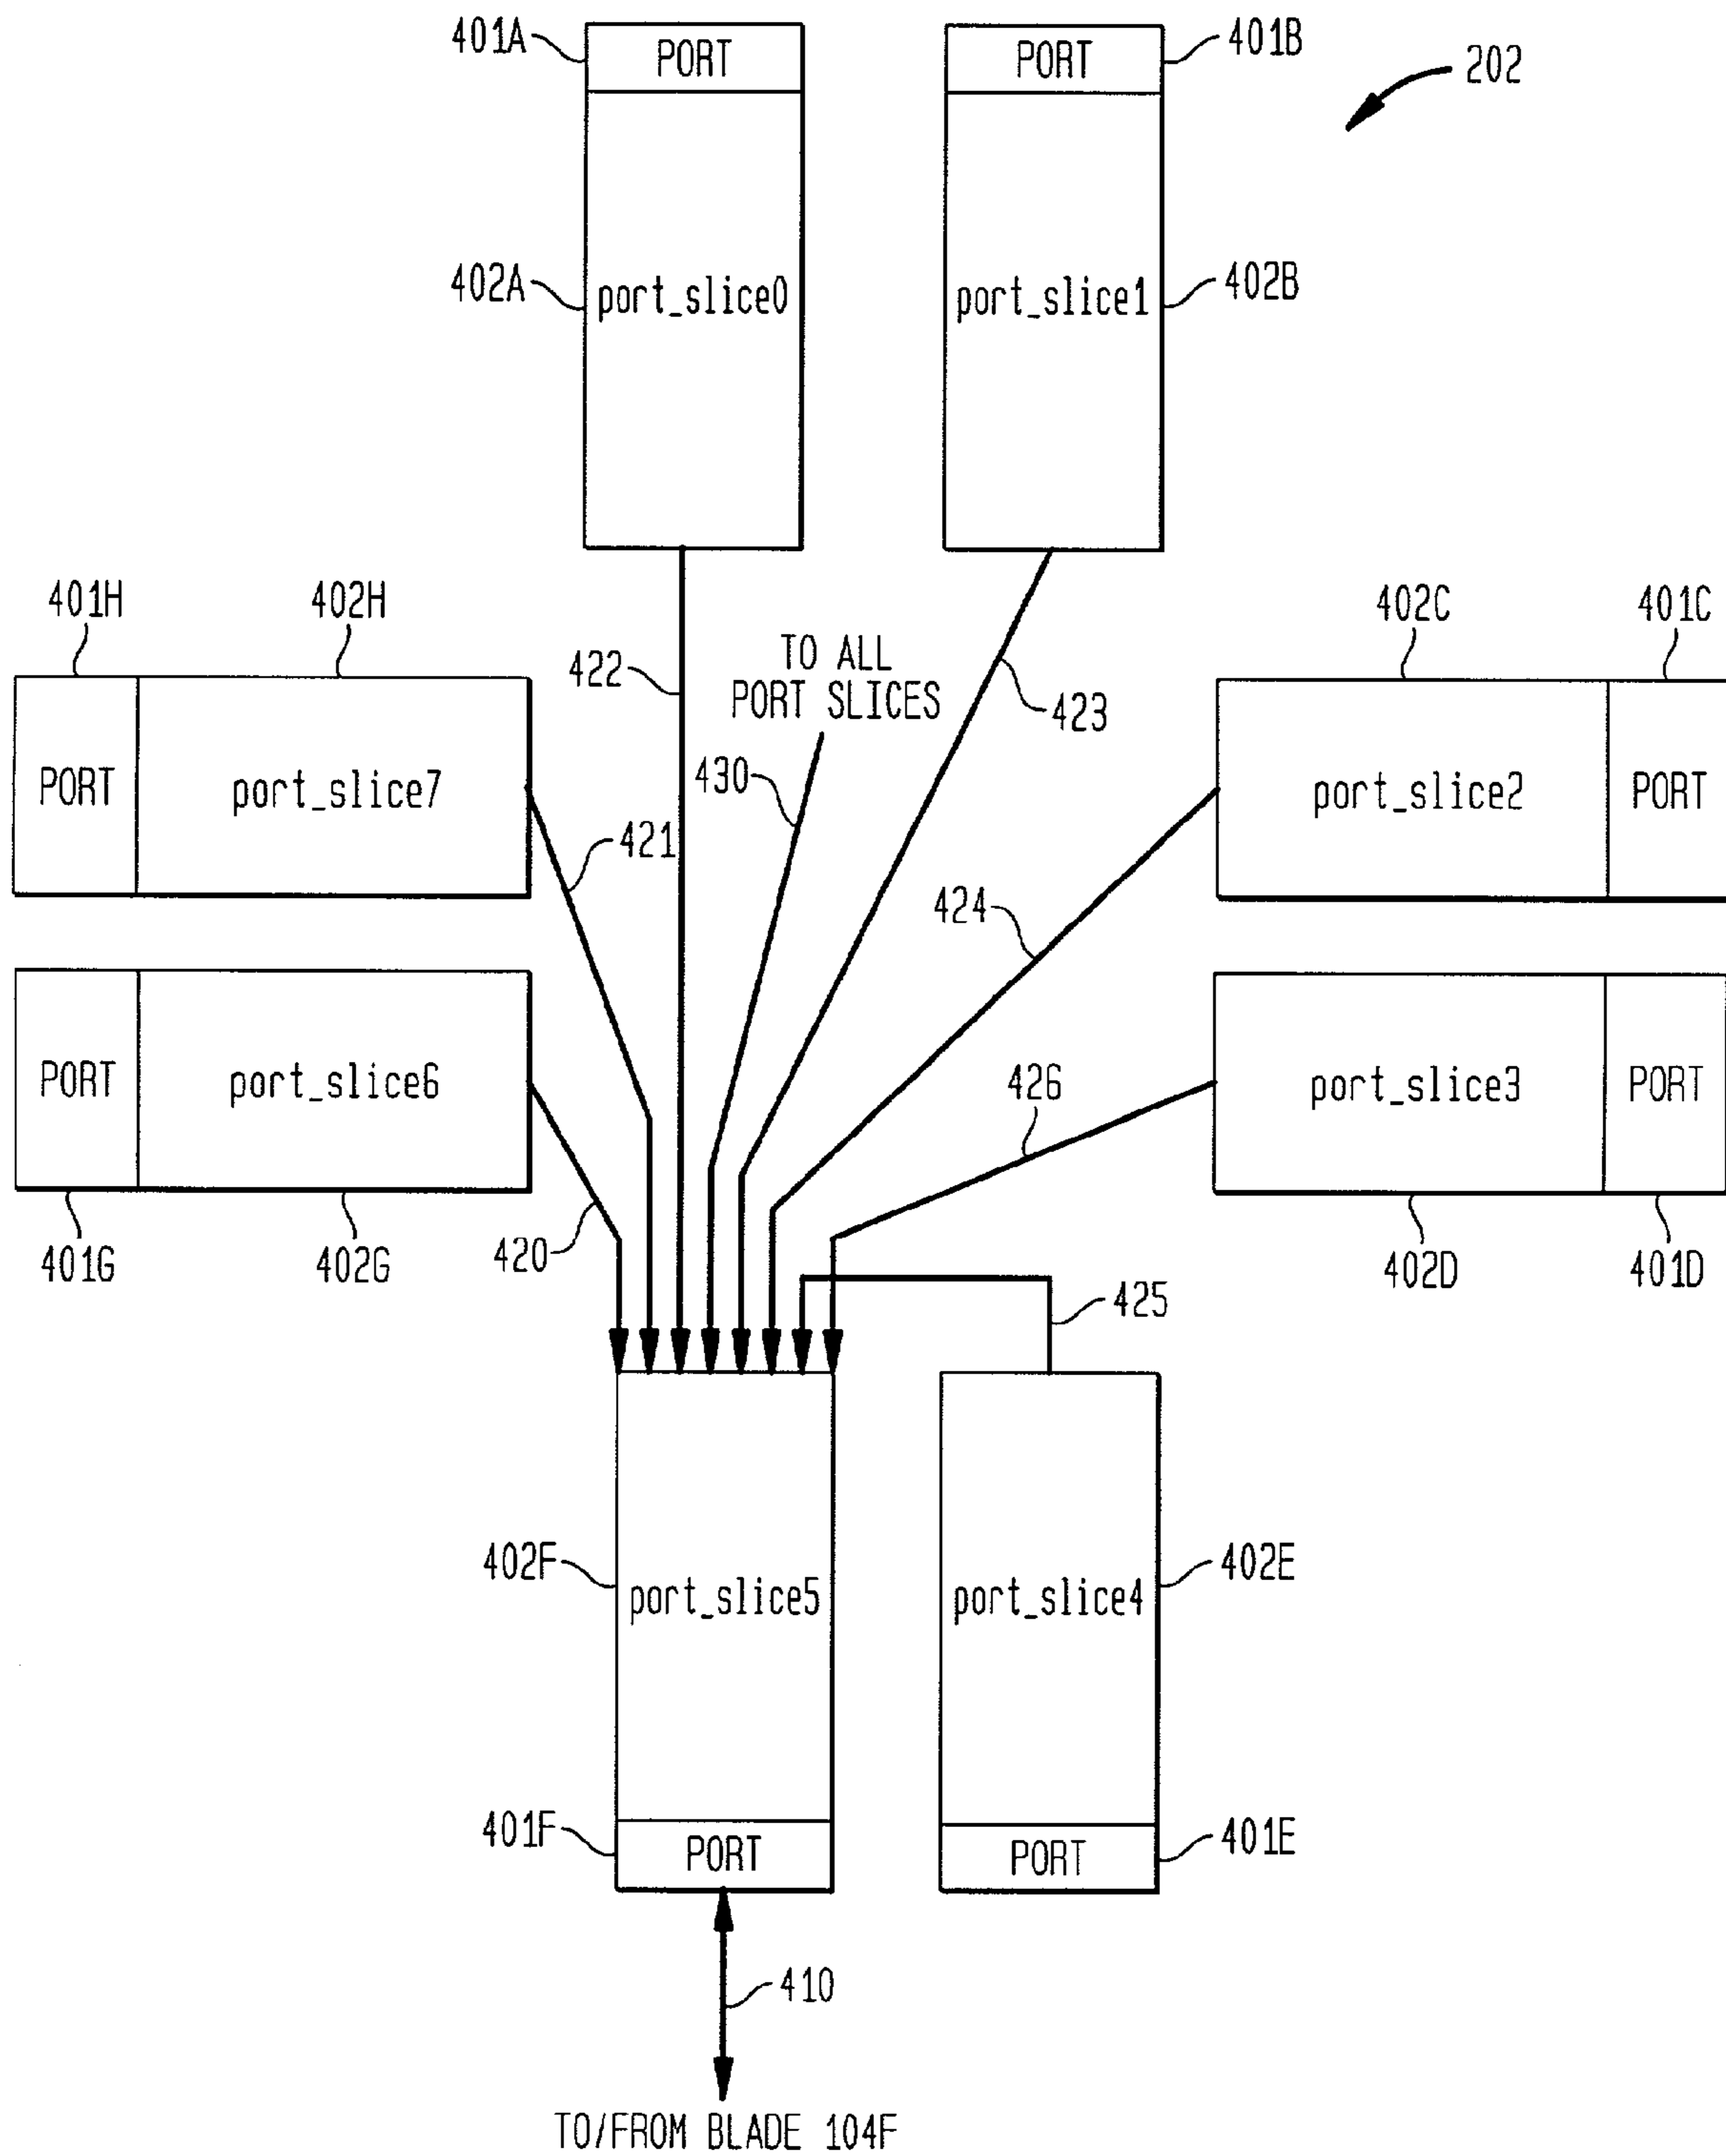 401A
PORT
PORT
401B
202
402A
port_slice0
port_slice1
402B
401H
402H
422
TO ALL
PORT SLICES
402C
401C
423
430
PORT
port_slice7
421
port_slice2
PORT
424
PORT
port_slice6
426
port_slice3
PORT
401G
402G
420
402D
401D
425
402F
port_slice5
port_slice4
402E
401F
PORT
PORT
401E
410
TO/FROM BLADE 104F